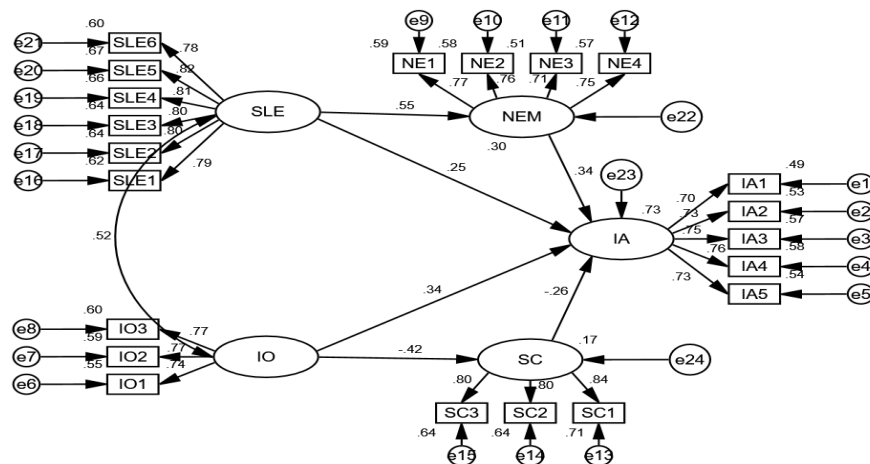 .60
e21 SLE6 .78
.67
e20 SLE5 .82
.66
e19 SLE4 .81
.64
e18 SLE3 .80
.64
e17 SLE2 .80
.62
e16 SLE1 .79
SLE
.55
.25
e9 e10 e11 e12
.59 .58 .51 .57
NE1 NE2 NE3 NE4
.77 .76 .71 .75
NEM e22
.30
.34
e23
.73
IA
.49
.70 IA1 e1
.53
.73 IA2 e2
.57
.75 IA3 e3
.58
.76 IA4 e4
.54
.73 IA5 e5
.52
.34
-.26
.60
e8 IO3 .77
.59
e7 IO2 .77
.55
e6 IO1 .74
IO
-.42
.17
SC e24
.80 .80 .84
SC3 SC2 SC1
.64 .64 .71
e15 e14 e13